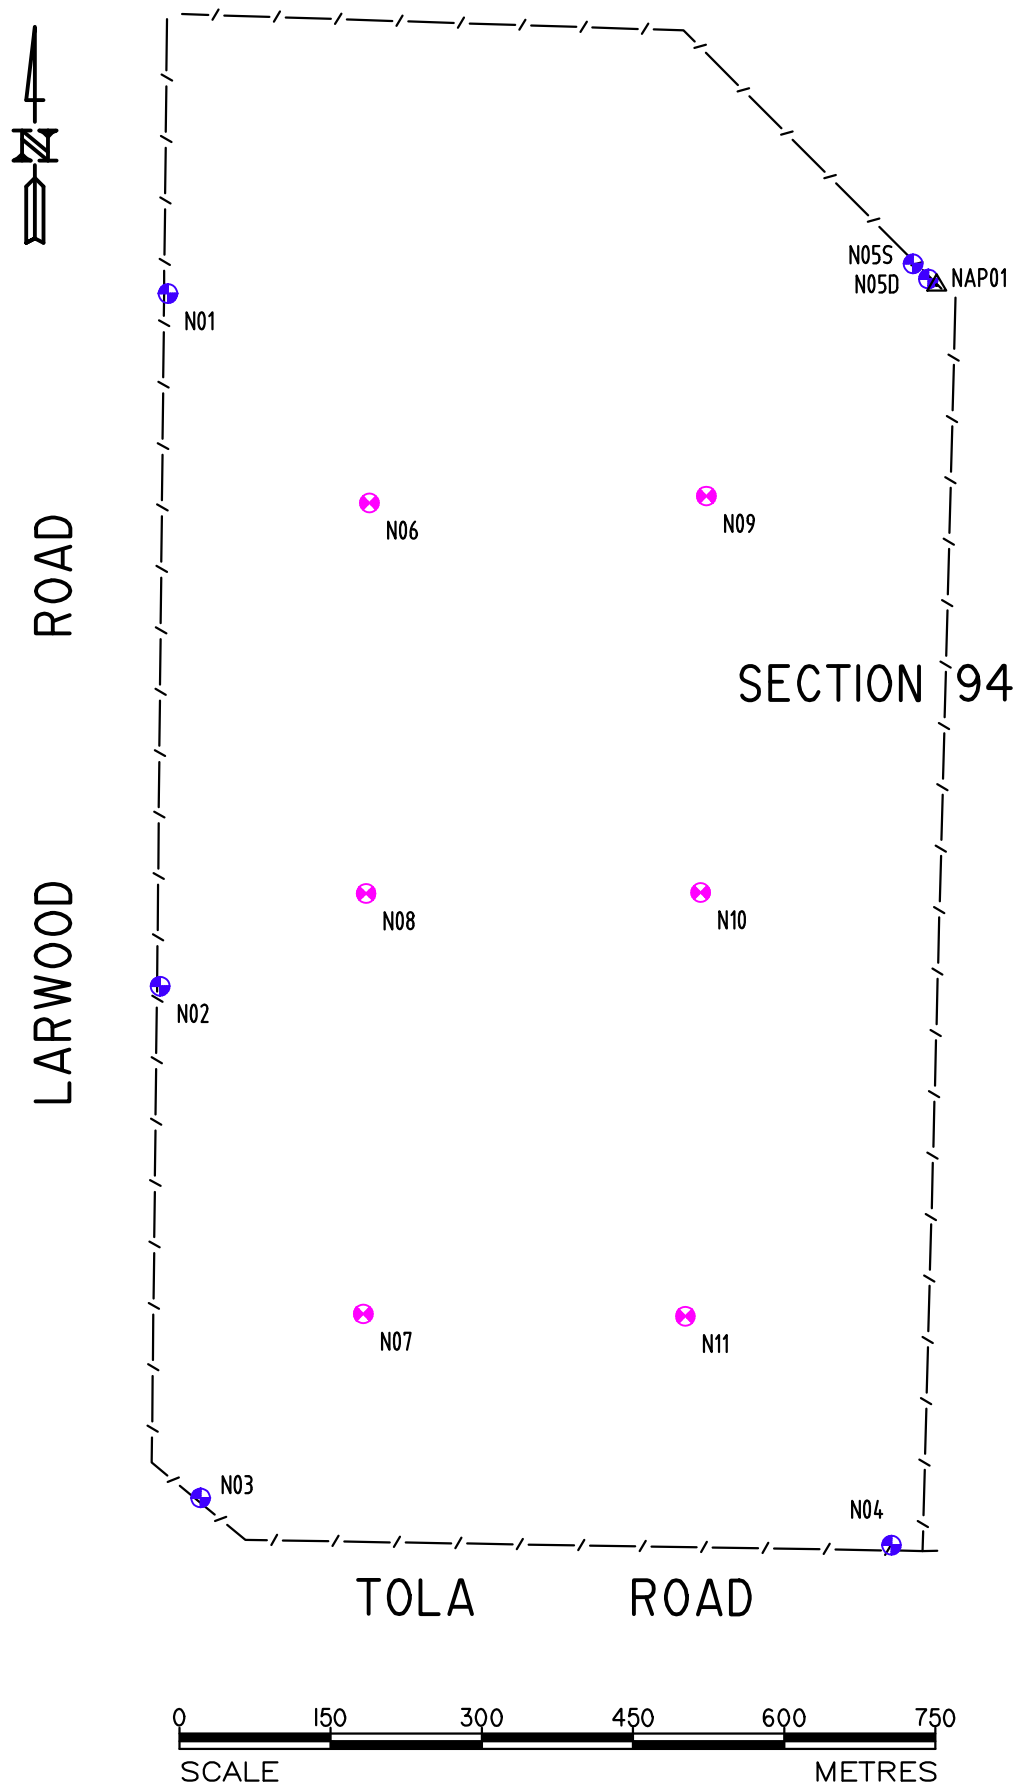 N
N05S
N05D
NAP01
N01
N06
N09
ROAD
SECTION 94
N08
N10
LARWOOD
N02
N07
N11
N03
N04
TOLA ROAD
0 150 300 450 600 750
SCALE METRES